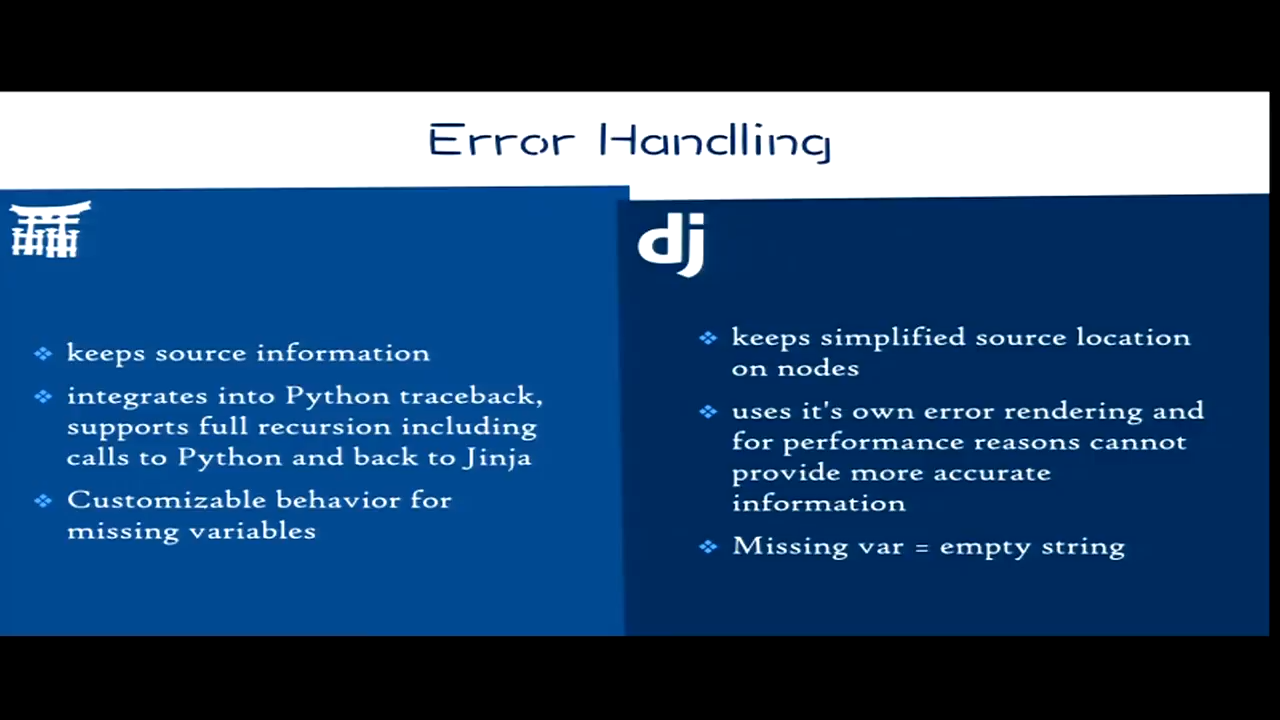 Error Handling
dj
keeps source information
integrates into Python traceback,
supports full recursion including
calls to Python and back to Jinja
Customizable behavior for
missing variables
keeps simplified source location
on nodes
uses it's own error rendering and
for performance reasons cannot
provide more accurate
information
Missing var = empty string